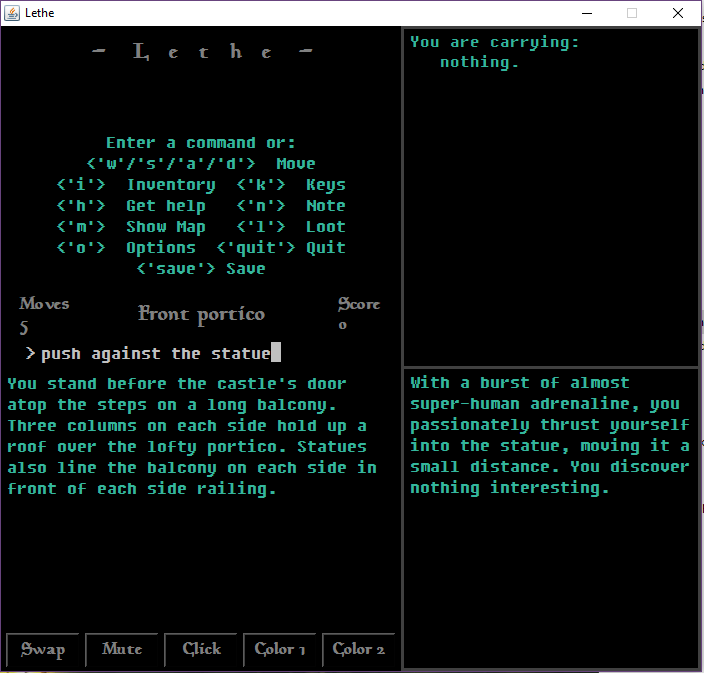 Lethe
- L e t h e -
Enter a command or:
<'w'/'s'/'a'/'d'> Move
<'i'> Inventory <'k'> Keys
<'h'> Get help <'n'> Note
<'m'> Show Map <'l'> Loot
<'o'> Options <'quit'> Quit
<'save'> Save
Moves Front portico Score
5 0
>push against the statue
You stand before the castle's door
atop the steps on a long balcony.
Three columns on each side hold up a
roof over the lofty portico. Statues
also line the balcony on each side in
front of each side railing.
Swap Mute Click Color 1 Color 2
You are carrying:
nothing.
With a burst of almost
super-human adrenaline, you
passionately thrust yourself
into the statue, moving it a
small distance. You discover
nothing interesting.